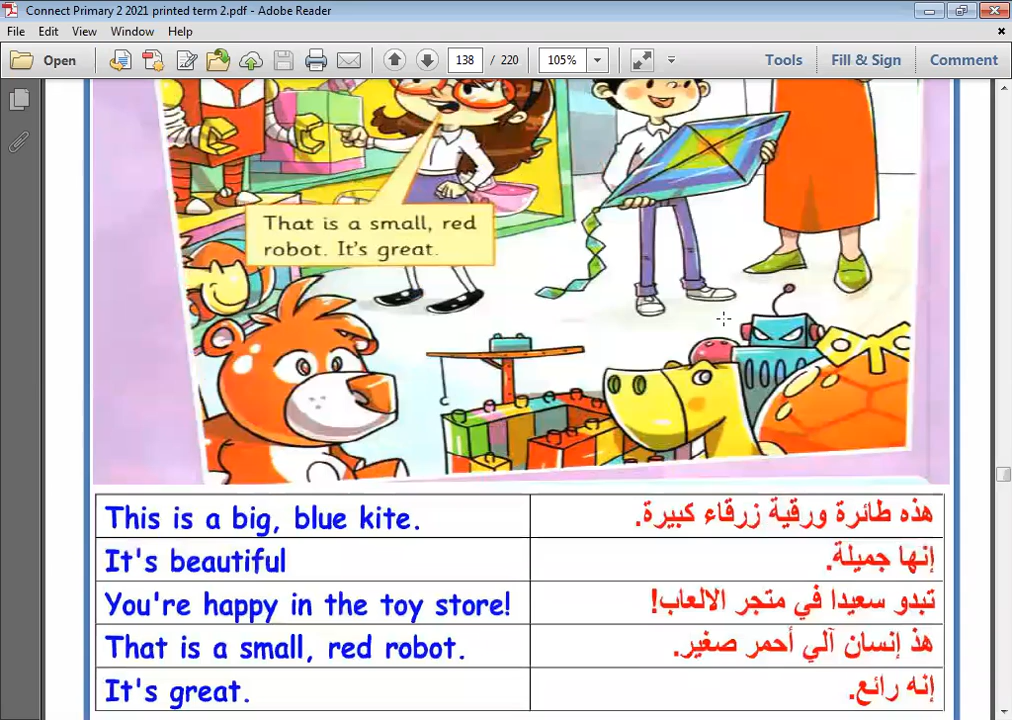 Connect Primary 2 2021 printed term 2.pdf - Adobe Reader
File Edit View Window Help
Open 138 / 220 105% Tools Fill & Sign Comment
That is a small, red
robot. It's great.
This is a big, blue kite. هذه طائرة ورقية زرقاء كبيرة.
It's beautiful إنها جميلة.
You're happy in the toy store! تبدو سعيدا في متجر الالعاب!
That is a small, red robot. هذ إنسان آلي أحمر صغير.
It's great. إنه رائع.